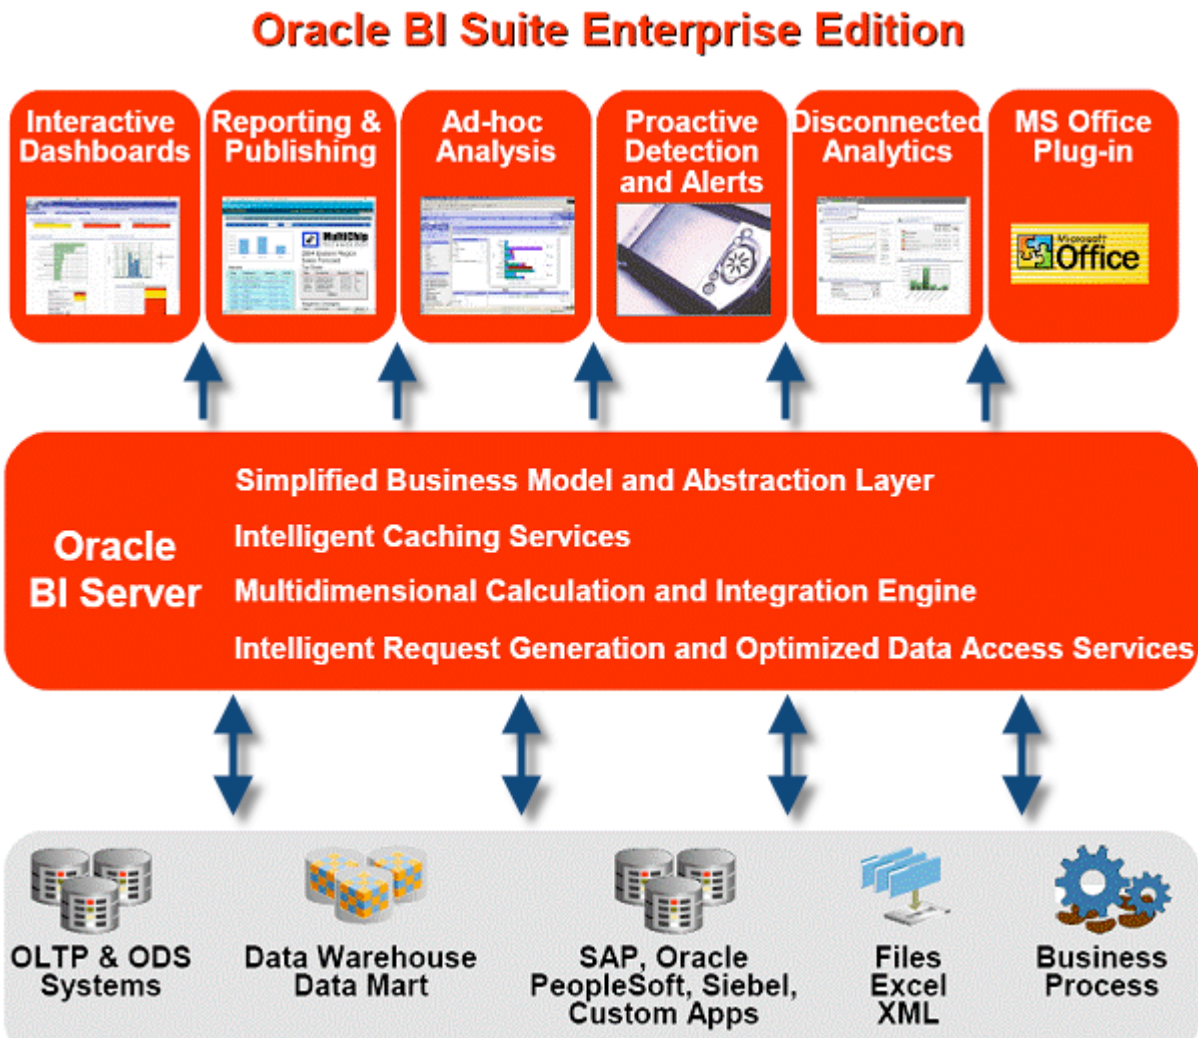 Oracle BI Suite Enterprise Edition
Interactive
Dashboards
Reporting &
Publishing
MultiChip
Ad-hoc
Analysis
Proactive
Detection
and Alerts
Disconnected
Analytics
MS Office
Plug-in
Microsoft
Office
Oracle
BI Server
Simplified Business Model and Abstraction Layer
Intelligent Caching Services
Multidimensional Calculation and Integration Engine
Intelligent Request Generation and Optimized Data Access Services
OLTP & ODS
Systems
Data Warehouse
Data Mart
SAP, Oracle
PeopleSoft, Siebel,
Custom Apps
Files
Excel
XML
Business
Process